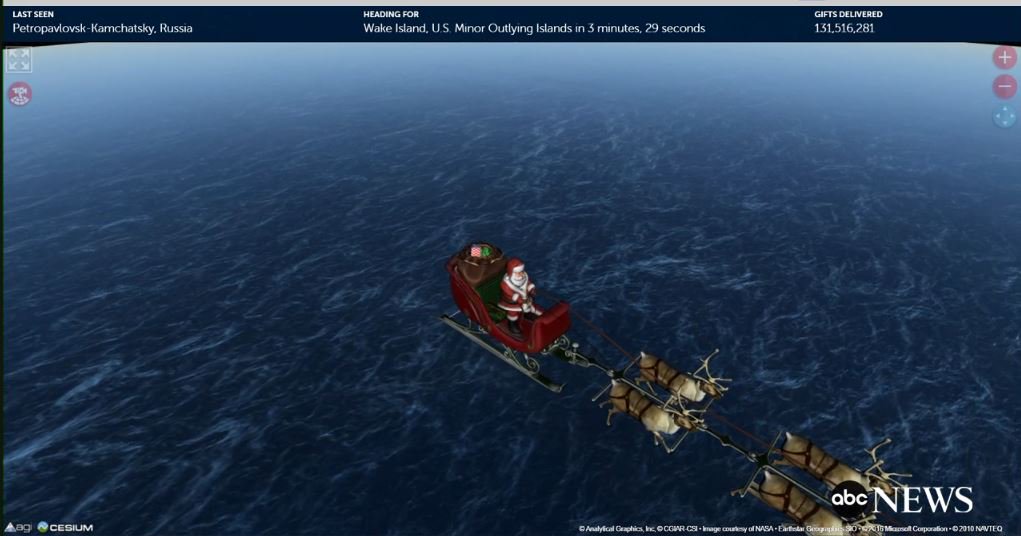 LAST SEEN
Petropavlovsk-Kamchatsky, Russia
HEADING FOR
Wake Island, U.S. Minor Outlying Islands in 3 minutes, 29 seconds
GIFTS DELIVERED
131,516,281
abc NEWS
agi CESIUM
© Analytical Graphics, Inc, © CGIAR-CSI • Image courtesy of NASA • Earthstar Geographics SIO • © 2016 Microsoft Corporation • © 2010 NAVTEQ